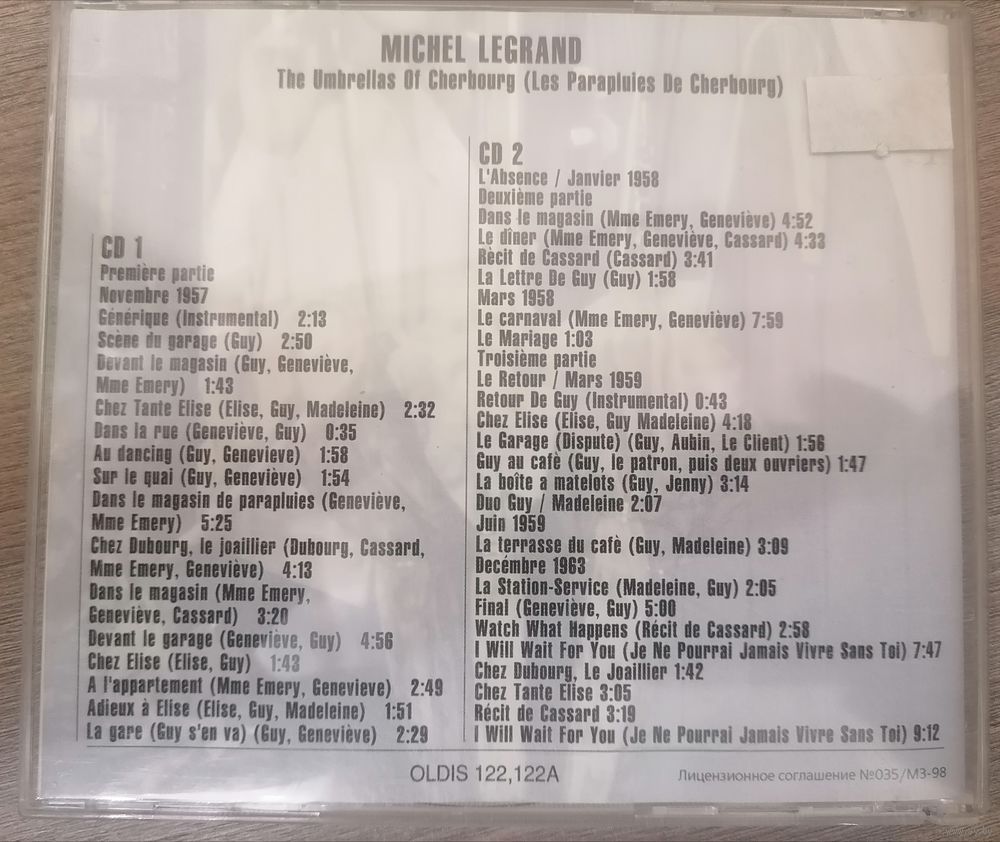 MICHEL LEGRAND
The Umbrellas Of Cherbourg (Les Parapluies De Cherbourg)
CD 1
Première partie
Novembre 1957
Générique (Instrumental) 2:13
Scène du garage (Guy) 2:50
Devant le magasin (Guy, Geneviève,
Mme Emery) 1:43
Chez Tante Elise (Elise, Guy, Madeleine) 2:32
Dans la rue (Geneviève, Guy) 0:35
Au dancing (Guy, Genevieve) 1:58
Sur le quai (Guy, Geneviève) 1:54
Dans le magasin de parapluies (Geneviève,
Mme Emery) 5:25
Chez Dubourg, le joaillier (Dubourg, Cassard,
Mme Emery, Geneviève) 4:13
Dans le magasin (Mme Emery,
Geneviève, Cassard) 3:20
Devant le garage (Geneviève, Guy) 4:56
Chez Elise (Elise, Guy) 1:43
A l'appartement (Mme Emery, Genevieve) 2:49
Adieux à Elise (Elise, Guy, Madeleine) 1:51
La gare (Guy s'en va) (Guy, Geneviève) 2:29
CD 2
L'Absence / Janvier 1958
Deuxième partie
Dans le magasin (Mme Emery, Geneviève) 4:52
Le dîner (Mme Emery, Geneviève, Cassard) 4:33
Rècit de Cassard (Cassard) 3:41
La Lettre De Guy (Guy) 1:58
Mars 1958
Le carnaval (Mme Emery, Geneviève) 7:59
Le Mariage 1:03
Troisième partie
Le Retour / Mars 1959
Retour De Guy (Instrumental) 0:43
Chez Elise (Elise, Guy Madeleine) 4:18
Le Garage (Dispute) (Guy, Aubin, Le Client) 1:56
Guy au cafè (Guy, le patron, puis deux ouvriers) 1:47
La boîte a matelots (Guy, Jenny) 3:14
Duo Guy / Madeleine 2:07
Juin 1959
La terrasse du cafè (Guy, Madeleine) 3:09
Decémbre 1963
La Station-Service (Madeleine, Guy) 2:05
Final (Geneviève, Guy) 5:00
Watch What Happens (Récit de Cassard) 2:58
I Will Wait For You (Je Ne Pourrai Jamais Vivre Sans Toi) 7:47
Chez Dubourg, Le Joaillier 1:42
Chez Tante Elise 3:05
Récit de Cassard 3:19
I Will Wait For You (Je Ne Pourrai Jamais Vivre Sans Toi) 9:12
OLDIS 122,122A
Лицензионное соглашение №035/МЗ-98